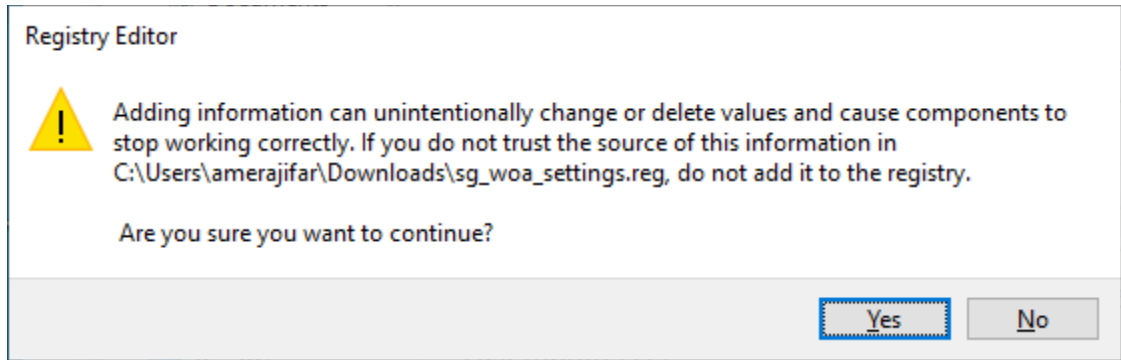 Registry Editor
Adding information can unintentionally change or delete values and cause components to
stop working correctly. If you do not trust the source of this information in
C:\Users\amerajifar\Downloads\sg_woa_settings.reg, do not add it to the registry.
Are you sure you want to continue?
Yes No